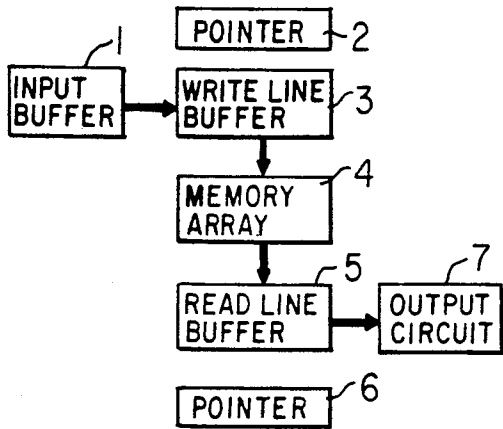 1
POINTER
2
INPUT
BUFFER
WRITE LINE
BUFFER
3
MEMORY
ARRAY
4
READ LINE
BUFFER
5
OUTPUT
CIRCUIT
7
POINTER
6